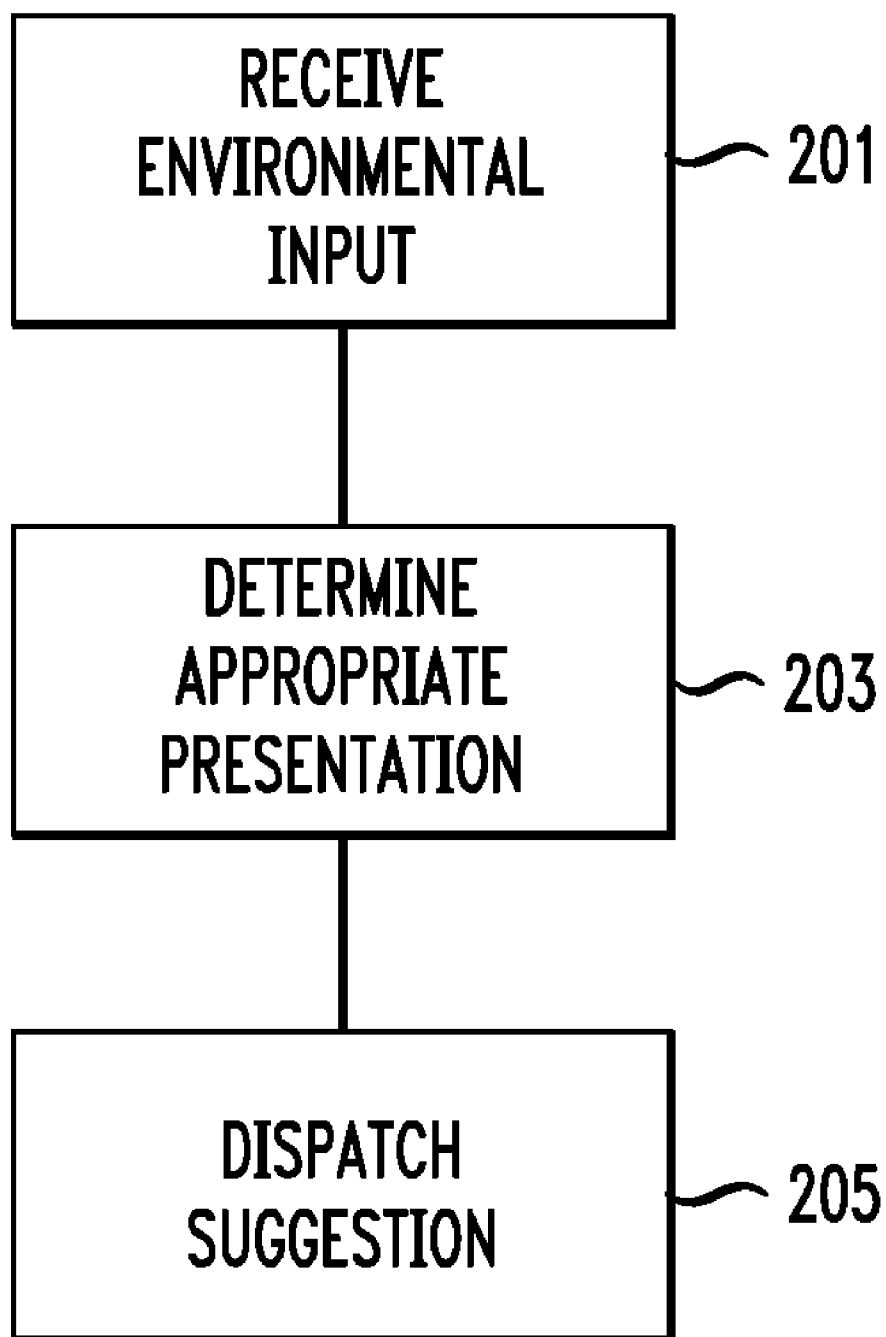 RECEIVE
ENVIRONMENTAL
INPUT
201
DETERMINE
APPROPRIATE
PRESENTATION
203
DISPATCH
SUGGESTION
205